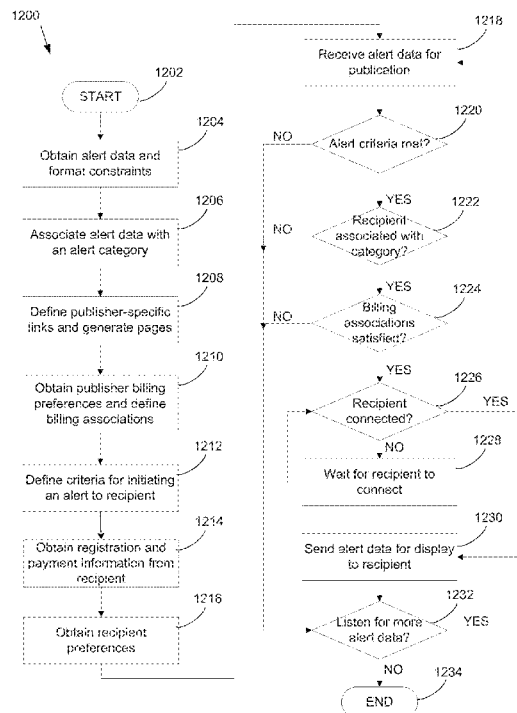 1200
1202
START
1204
Obtain alert data and
format constraints
1206
Associate alert data with
an alert category
1208
Define publisher-specific
links and generate pages
1210
Obtain publisher billing
preferences and define
billing associations
1212
Define criteria for initiating
an alert to recipient
1214
Obtain registration and
payment information from
recipient
1216
Obtain recipient
preferences
1218
Receive alert data for
publication
1220
NO
Alert criteria met?
YES
1222
NO
Recipient
associated with
category?
YES
1224
NO
Billing
associations
satisfied?
YES
1226
Recipient
connected?
YES
NO
1228
Wait for recipient to
connect
1230
Send alert data for display
to recipient
1232
Listen for more
alert data?
YES
NO
1234
END